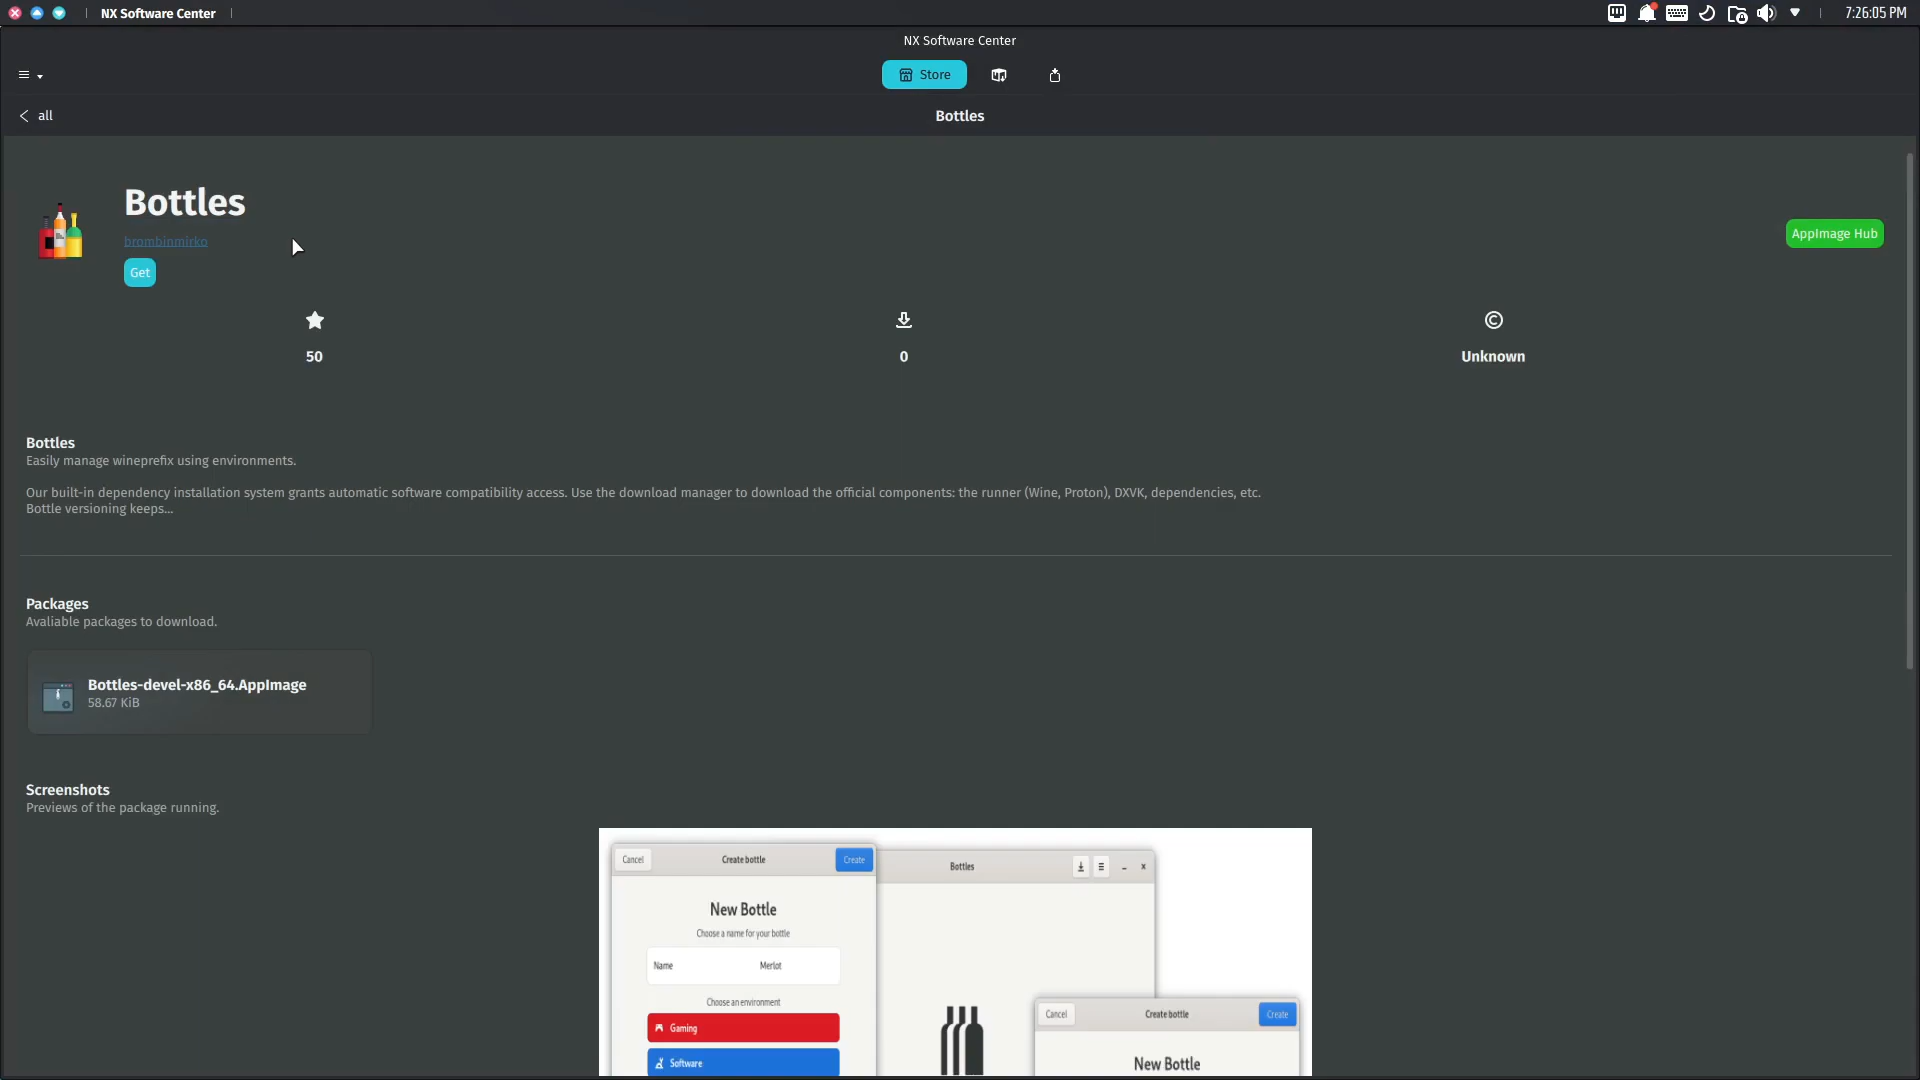 NX Software Center
7:26:05 PM
NX Software Center
Store
all
Bottles
Bottles
brombinmirko
Get
AppImage Hub
50
0
Unknown
Bottles
Easily manage wineprefix using environments.
Our built-in dependency installation system grants automatic software compatibility access. Use the download manager to download the official components: the runner (Wine, Proton), DXVK, dependencies, etc.
Bottle versioning keeps...
Packages
Avaliable packages to download.
Bottles-devel-x86_64.AppImage
58.67 KiB
Screenshots
Previews of the package running.
Cancel
Create bottle
Create
Bottles
New Bottle
Choose a name for your bottle
Name
Merlot
Choose an environment
Gaming
Software
Cancel
Create bottle
Create
New Bottle